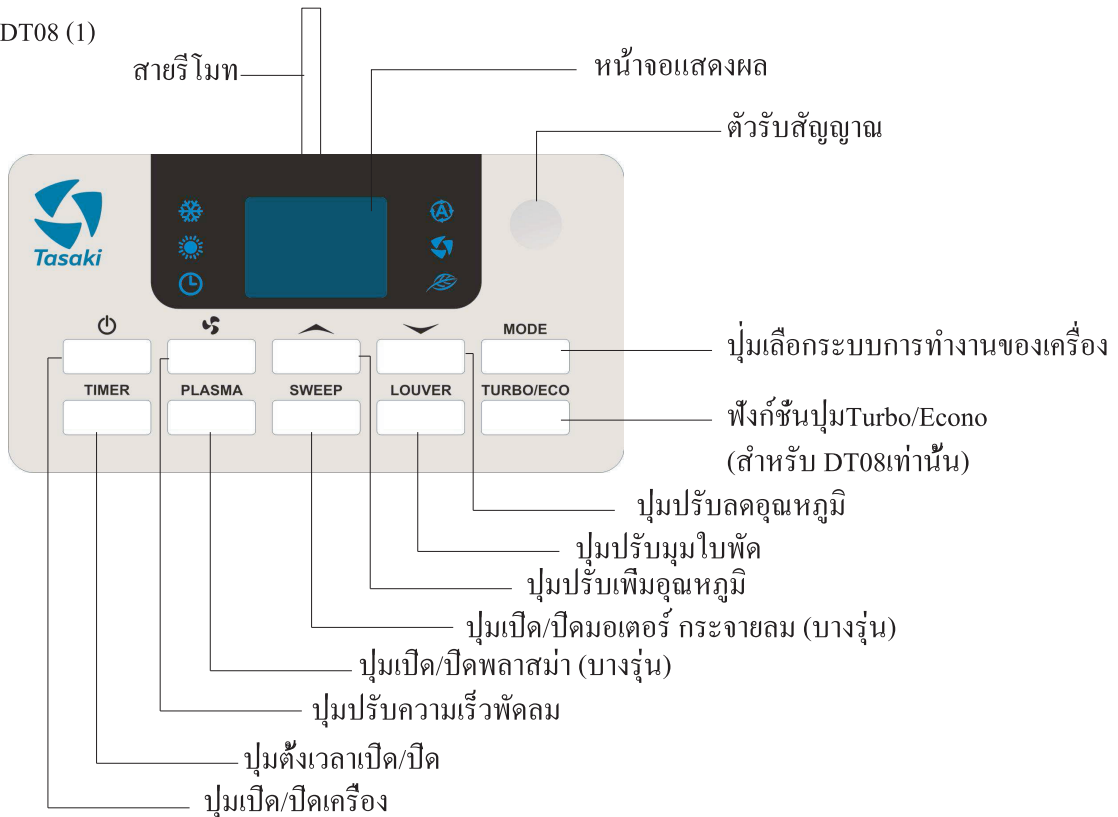 DT08 (1)
สายรีโมท
หน้าจอแสดงผล
ตัวรับสัญญาณ
Tasaki
MODE
ปุ่มเลือกระบบการทำงานของเครื่อง
TIMER PLASMA SWEEP LOUVER TURBO/ECO
ฟังก์ชั่นปุ่มTurbo/Econo
(สำหรับ DT08เท่านั้น)
ปุ่มปรับลดอุณหภูมิ
ปุ่มปรับมุมใบพัด
ปุ่มปรับเพิ่มอุณหภูมิ
ปุ่มเปิด/ปิดมอเตอร์ กระจายลม (บางรุ่น)
ปุ่มเปิด/ปิดพลาสม่า (บางรุ่น)
ปุ่มปรับความเร็วพัดลม
ปุ่มตั้งเวลาเปิด/ปิด
ปุ่มเปิด/ปิดเครื่อง